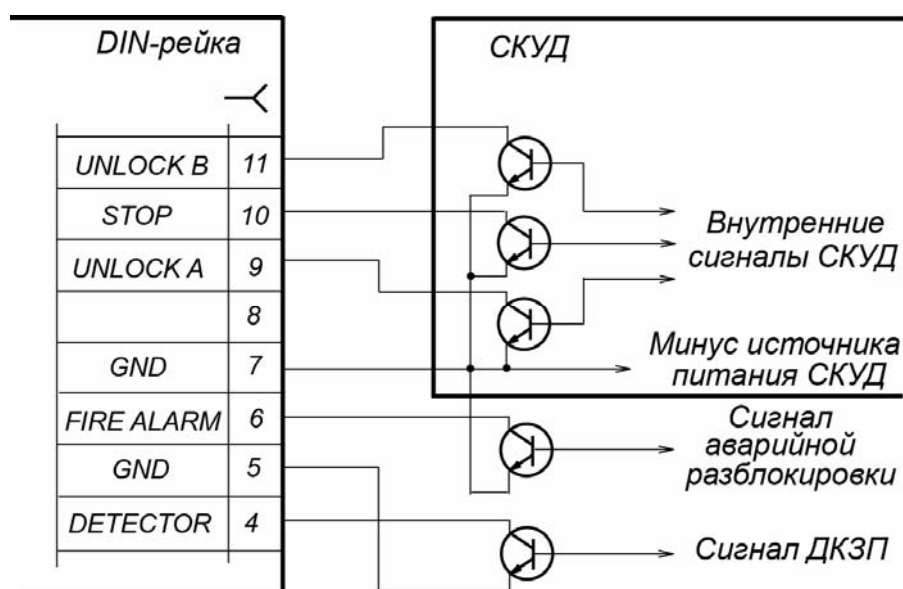 DIN-рейка
СКУД
UNLOCK B 11
STOP 10
UNLOCK A 9
8
GND 7
FIRE ALARM 6
GND 5
DETECTOR 4
Внутренние
сигналы СКУД
Минус источника
питания СКУД
Сигнал
аварийной
разблокировки
Сигнал ДКЗП